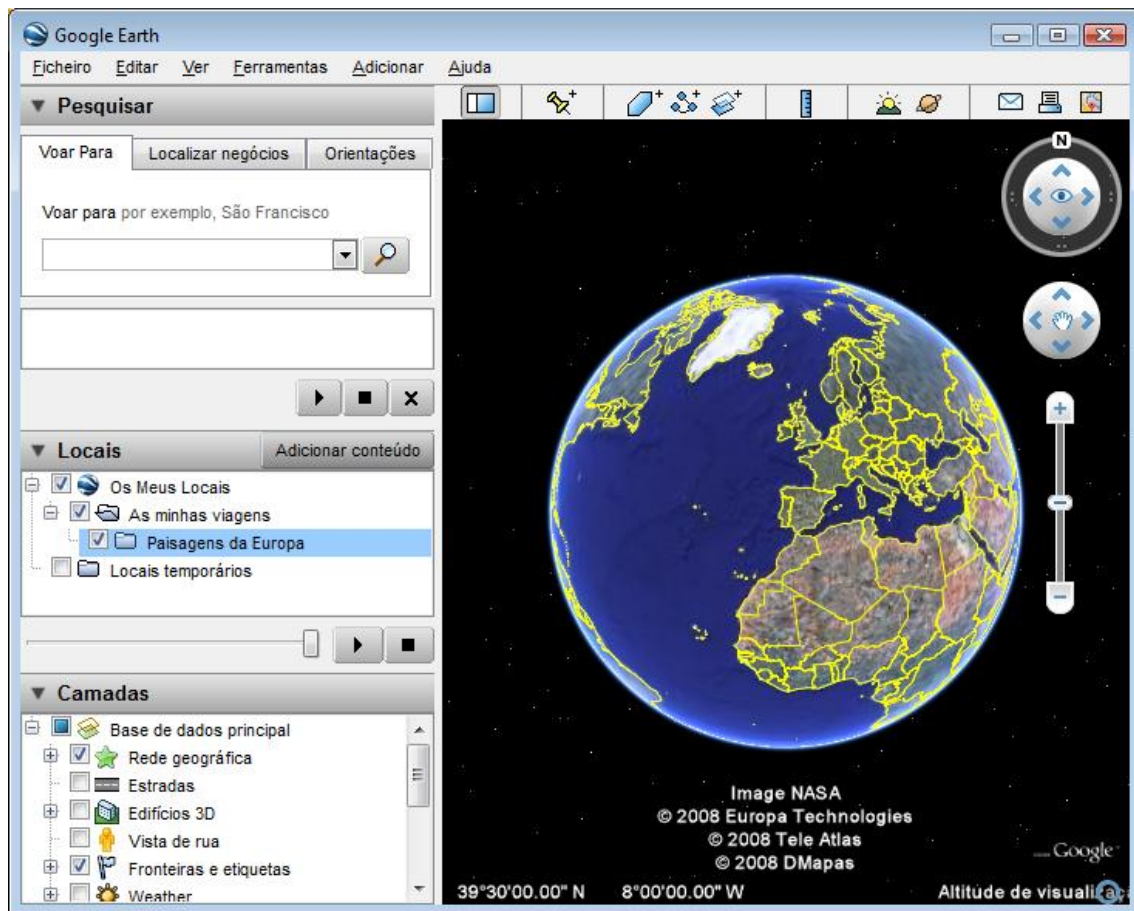 Google Earth
Ficheiro Editar Ver Ferramentas Adicionar Ajuda
Pesquisar
Voar Para Localizar negócios Orientações
Voar para por exemplo, São Francisco
Locais Adicionar conteúdo
Os Meus Locais
As minhas viagens
Paisagens da Europa
Locais temporários
Camadas
Base de dados principal
Rede geográfica
Estradas
Edifícios 3D
Vista de rua
Fronteiras e etiquetas
Weather
N
Image NASA
© 2008 Europa Technologies
© 2008 Tele Atlas
© 2008 DMapas
Google
39°30'00.00" N 8°00'00.00" W Altitude de